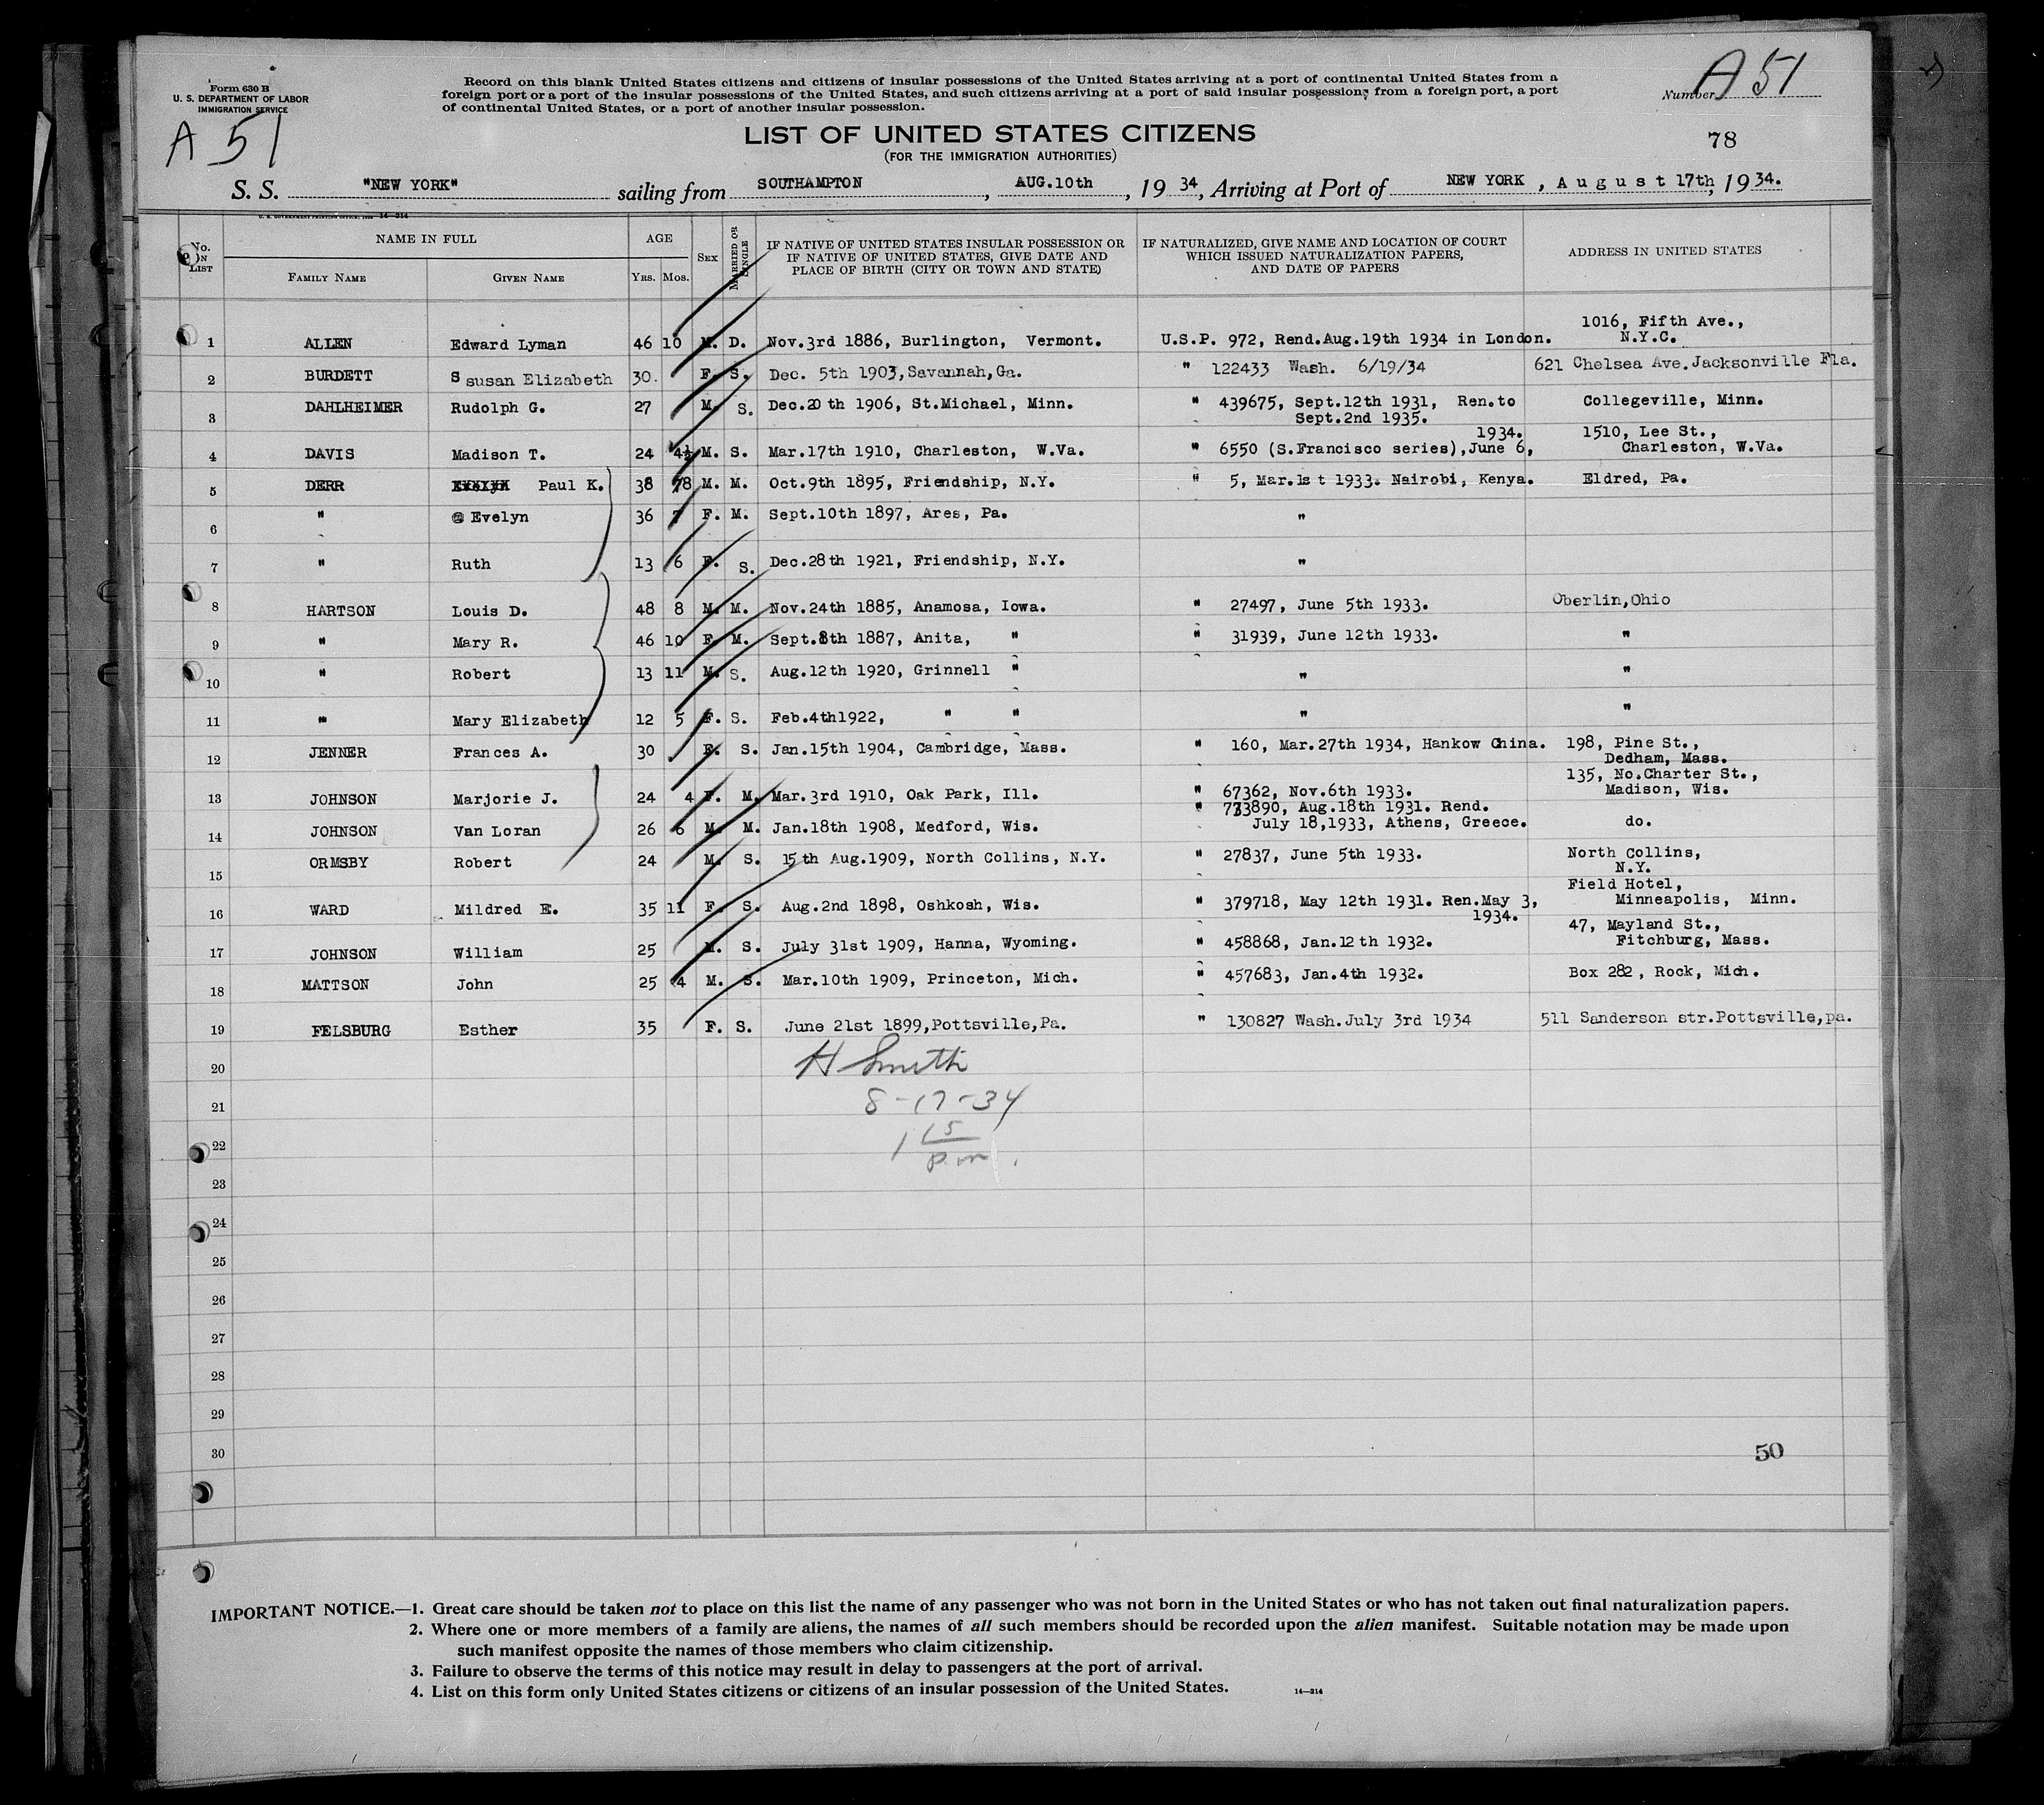 Form 630 B
U. S. DEPARTMENT OF LABOR
IMMIGRATION SERVICE
A 51
Record on this blank United States citizens and citizens of insular possessions of the United States arriving at a port of continental United States from a
foreign port or a port of the insular possessions of the United States, and such citizens arriving at a port of said insular possessions from a foreign port, a port
of continental United States, or a port of another insular possession.
Number A 51
78
LIST OF UNITED STATES CITIZENS
(FOR THE IMMIGRATION AUTHORITIES)
S. S. "NEW YORK" sailing from SOUTHAMPTON, AUG.10th, 1934, Arriving at Port of NEW YORK, August 17th, 1934.
U. S. GOVERNMENT PRINTING OFFICE: 14—214
No. ON LIST
NAME IN FULL
FAMILY NAME GIVEN NAME
AGE
YRS. MOS.
SEX
MARRIED OR SINGLE
IF NATIVE OF UNITED STATES INSULAR POSSESSION OR
IF NATIVE OF UNITED STATES, GIVE DATE AND
PLACE OF BIRTH (CITY OR TOWN AND STATE)
IF NATURALIZED, GIVE NAME AND LOCATION OF COURT
WHICH ISSUED NATURALIZATION PAPERS,
AND DATE OF PAPERS
ADDRESS IN UNITED STATES
1016, Fifth Ave.,
1 ALLEN Edward Lyman 46 10 M. D. Nov.3rd 1886, Burlington, Vermont. U.S.P. 972, Rend.Aug.19th 1934 in London. N.Y.C.
2 BURDETT S susan Elizabeth 30. F. S. Dec. 5th 1903,Savannah,Ga. " 122433 Wash. 6/19/34 621 Chelsea Ave.Jacksonville Fla.
3 DAHLHEIMER Rudolph G. 27 M. S. Dec.20th 1906, St.Michael, Minn. " 439675, Sept.12th 1931, Ren.to Collegeville, Minn.
Sept.2nd 1935.
1934. 1510, Lee St.,
4 DAVIS Madison T. 24 4½ M. S. Mar.17th 1910, Charleston, W.Va. " 6550 (S.Francisco series),June 6, Charleston, W.Va.
5 DERR Paul K. 38 8 M. M. Oct.9th 1895, Friendship, N.Y. " 5, Mar.1st 1933. Nairobi, Kenya. Eldred, Pa.
6 " Evelyn 36 7 F. M. Sept.10th 1897, Ares, Pa. "
7 " Ruth 13 6 F. S. Dec.28th 1921, Friendship, N.Y. "
8 HARTSON Louis D. 48 8 M. M. Nov.24th 1885, Anamosa, Iowa. " 27497, June 5th 1933. Oberlin,Ohio
9 " Mary R. 46 10 F. M. Sept.8th 1887, Anita, " " 31939, June 12th 1933. "
10 " Robert 13 11 M. S. Aug.12th 1920, Grinnell " " "
11 " Mary Elizabeth 12 5 F. S. Feb.4th1922, " " " "
12 JENNER Frances A. 30 F. S. Jan.15th 1904, Cambridge, Mass. " 160, Mar.27th 1934, Hankow China. 198, Pine St.,
Dedham, Mass.
135, No.Charter St.,
13 JOHNSON Marjorie J. 24 4 F. M. Mar.3rd 1910, Oak Park, Ill. " 67362, Nov.6th 1933. Madison, Wis.
" 733890, Aug.18th 1931. Rend.
14 JOHNSON Van Loran 26 6 M. M. Jan.18th 1908, Medford, Wis. July 18,1933, Athens, Greece. do.
15 ORMSBY Robert 24 M. S. 15th Aug.1909, North Collins, N.Y. " 27837, June 5th 1933. North Collins,
N.Y.
Field Hotel,
16 WARD Mildred E. 35 11 F. S. Aug.2nd 1898, Oshkosh, Wis. " 379718, May 12th 1931. Ren.May 3, Minneapolis, Minn.
1934.
47, Mayland St.,
17 JOHNSON William 25 M. S. July 31st 1909, Hanna, Wyoming. " 458868, Jan.12th 1932. Fitchburg, Mass.
18 MATTSON John 25 4 M. S. Mar.10th 1909, Princeton, Mich. " 457683, Jan.4th 1932. Box 282, Rock, Mich.
19 FELSBURG Esther 35 F. S. June 21st 1899,Pottsville,Pa. " 130827 Wash.July 3rd 1934 511 Sanderson str.Pottsville,pa.
20 H Smith
21 8-17-34
22 1 15
p.m.
23
24
25
26
27
28
29
30
50
IMPORTANT NOTICE.—1. Great care should be taken not to place on this list the name of any passenger who was not born in the United States or who has not taken out final naturalization papers.
2. Where one or more members of a family are aliens, the names of all such members should be recorded upon the alien manifest. Suitable notation may be made upon
such manifest opposite the names of those members who claim citizenship.
3. Failure to observe the terms of this notice may result in delay to passengers at the port of arrival.
4. List on this form only United States citizens or citizens of an insular possession of the United States.
14—214